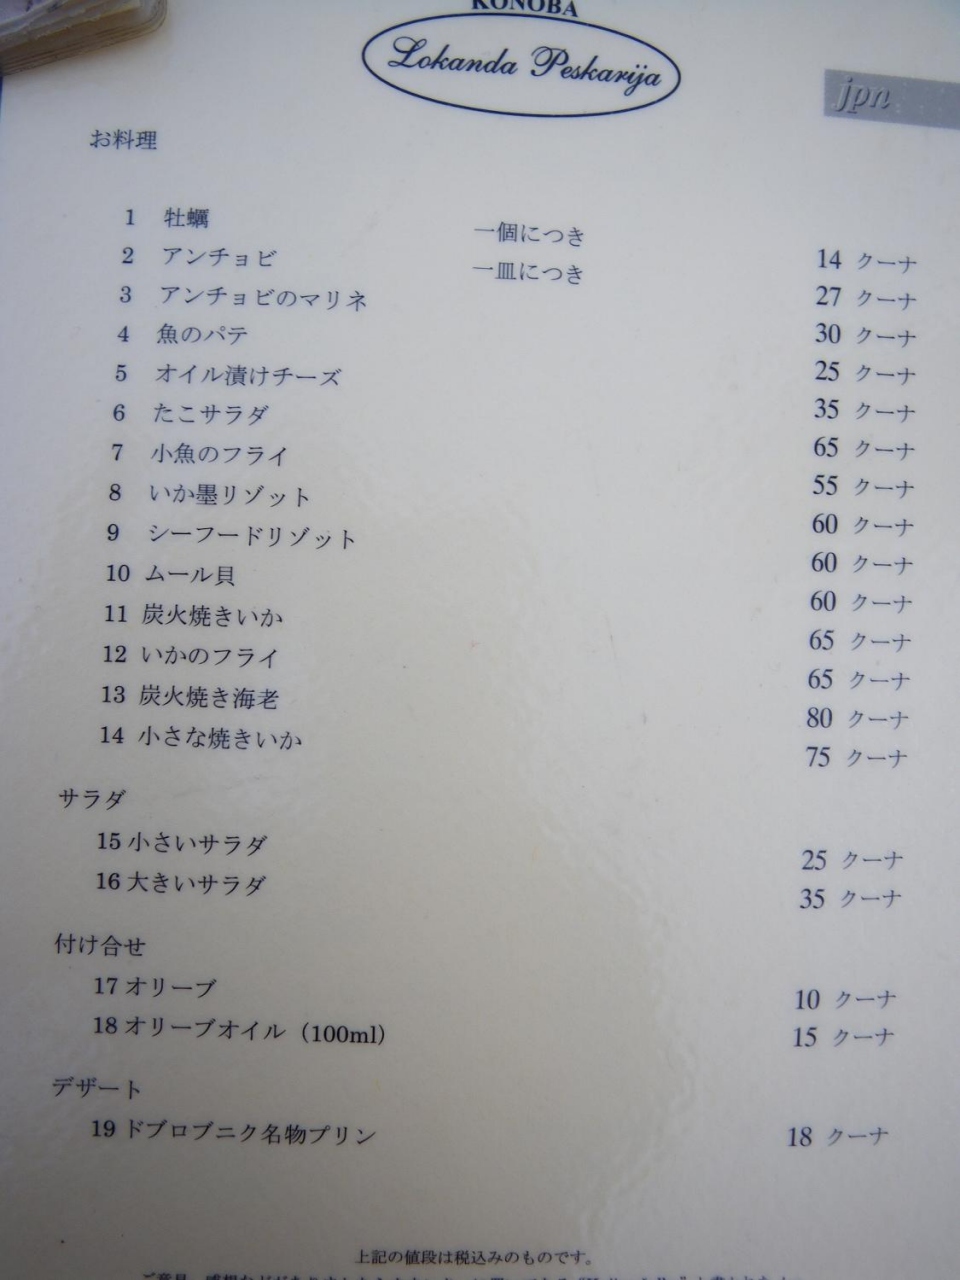 KONOBA
Lokanda Peskarija
jpn
お料理
1 牡蠣 一個につき 14 クーナ
2 アンチョビ 一皿につき 27 クーナ
3 アンチョビのマリネ 30 クーナ
4 魚のパテ 25 クーナ
5 オイル漬けチーズ 35 クーナ
6 たこサラダ 65 クーナ
7 小魚のフライ 55 クーナ
8 いか墨リゾット 60 クーナ
9 シーフードリゾット 60 クーナ
10 ムール貝 60 クーナ
11 炭火焼きいか 65 クーナ
12 いかのフライ 65 クーナ
13 炭火焼き海老 80 クーナ
14 小さな焼きいか 75 クーナ
サラダ
15 小さいサラダ 25 クーナ
16 大きいサラダ 35 クーナ
付け合せ
17 オリーブ 10 クーナ
18 オリーブオイル（100ml） 15 クーナ
デザート
19 ドブロブニク名物プリン 18 クーナ
上記の値段は税込みのものです。